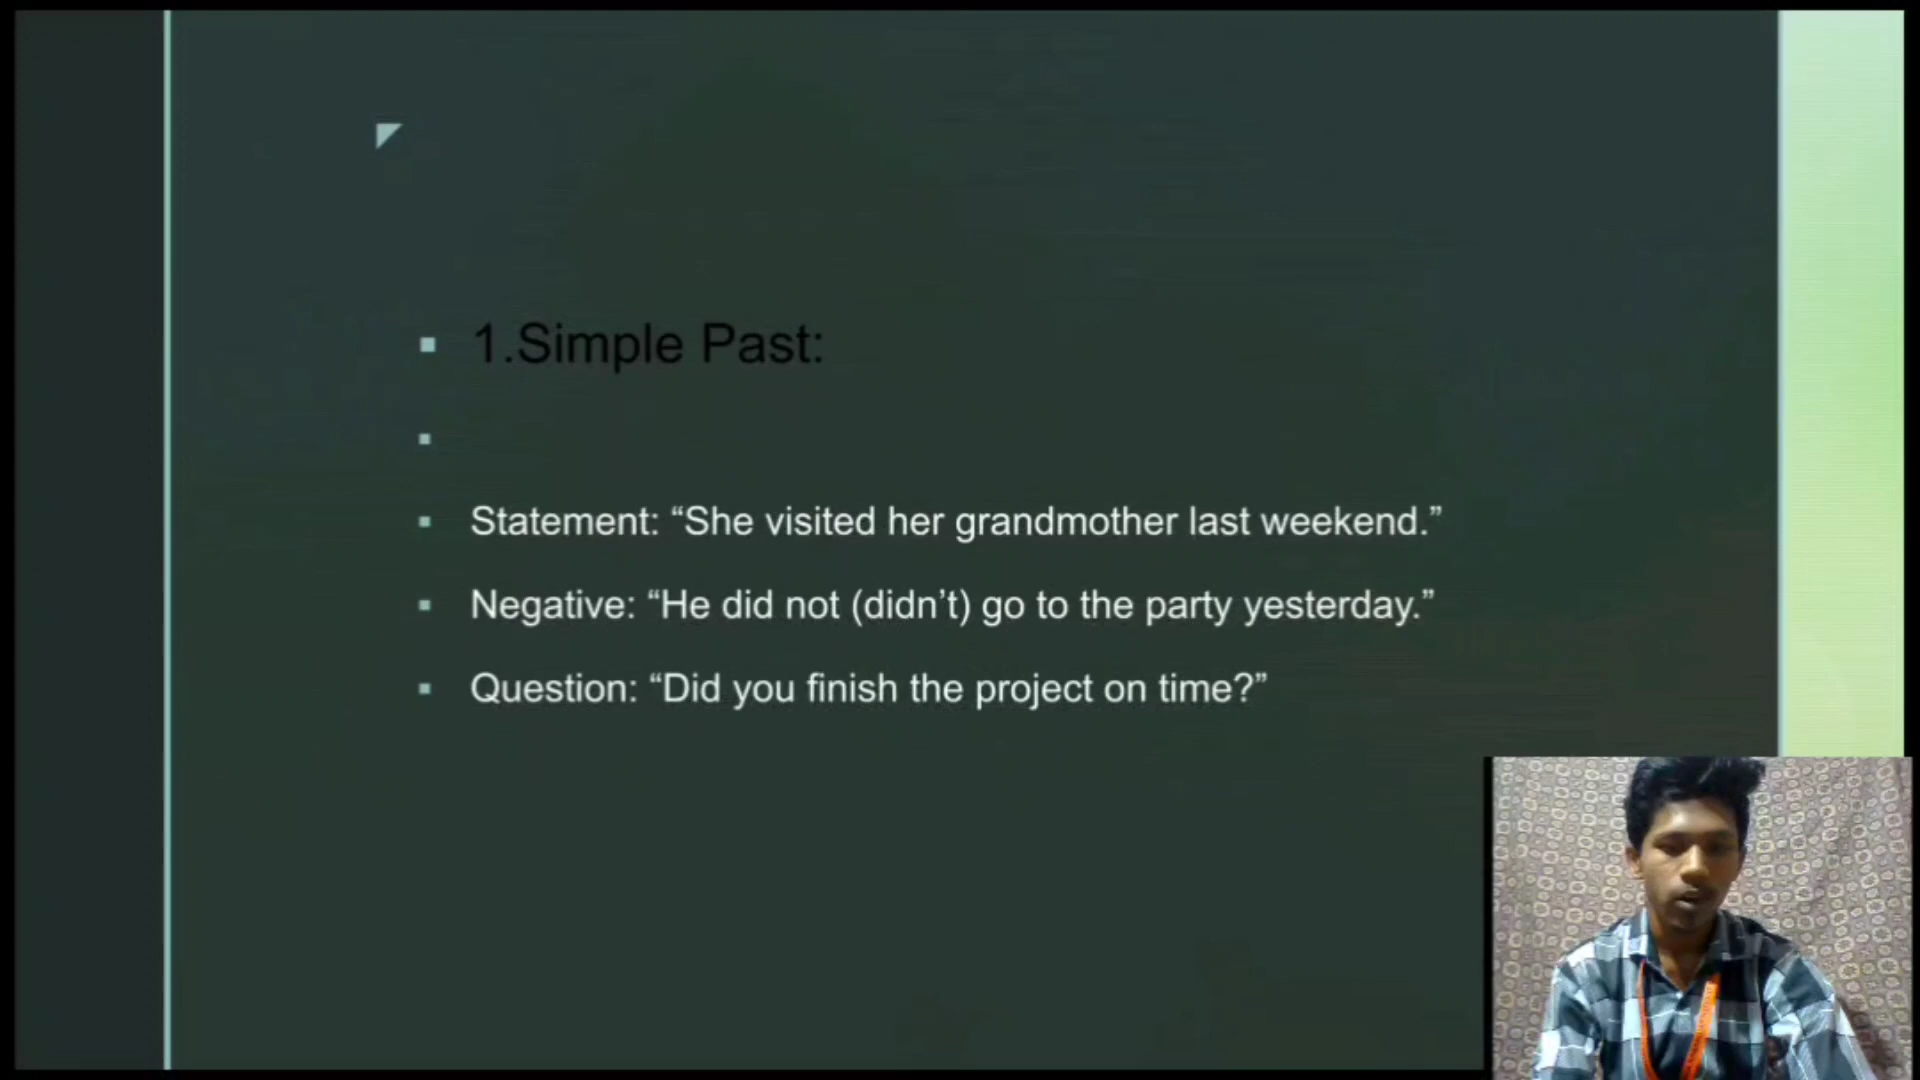 1.Simple Past:
Statement: “She visited her grandmother last weekend.”
Negative: “He did not (didn’t) go to the party yesterday.”
Question: “Did you finish the project on time?”